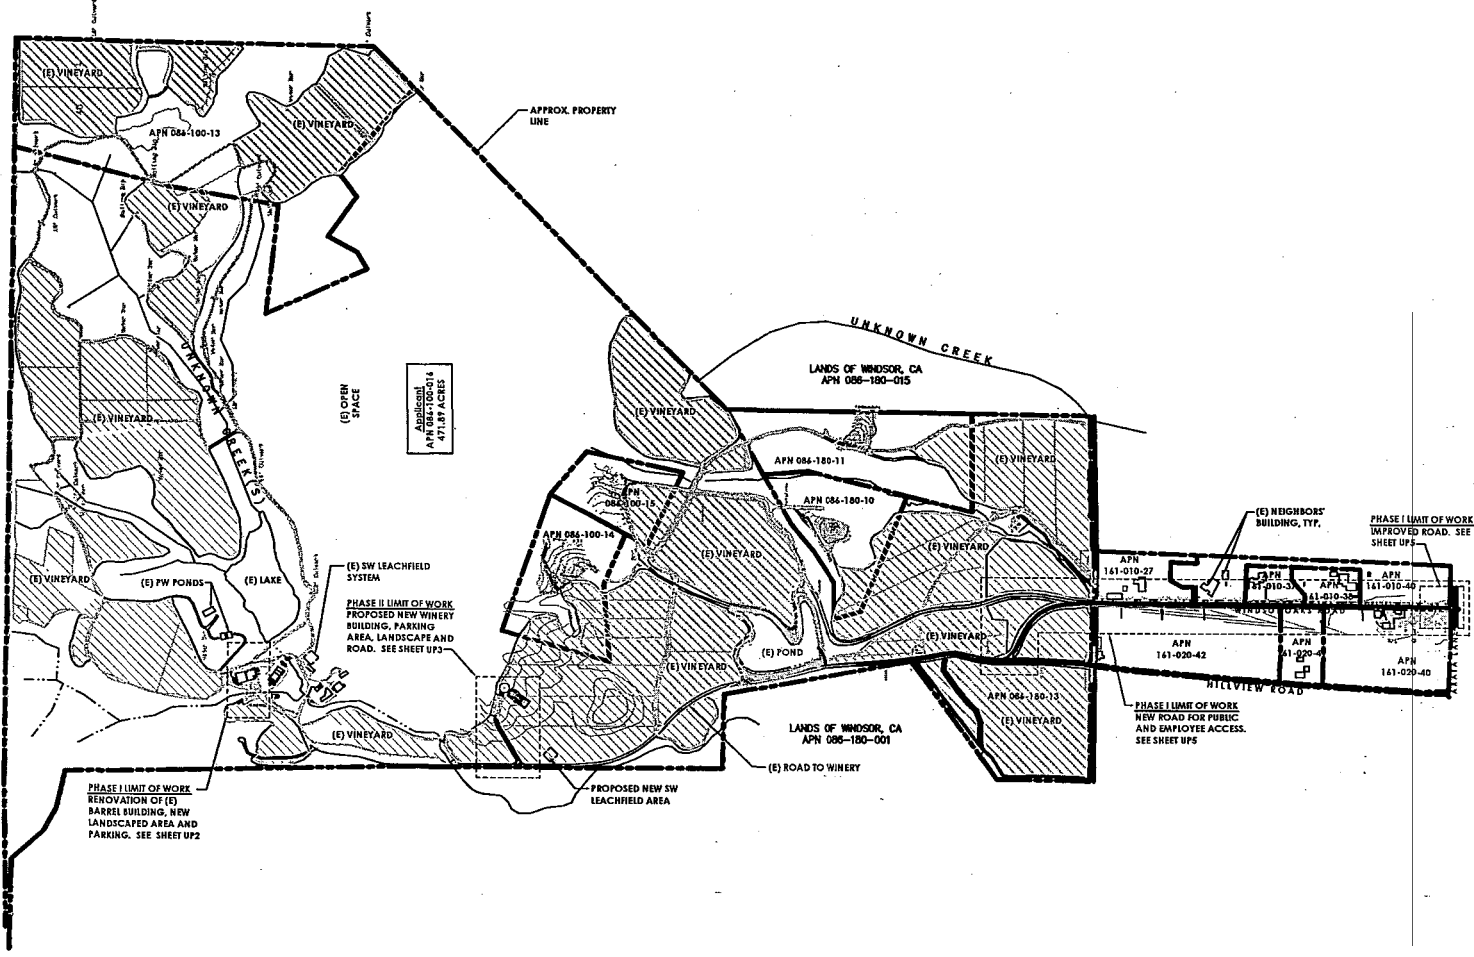 (E) VINEYARD
APN 086-100-13
(E) VINEYARD
APPROX. PROPERTY
LINE
(E) VINEYARD
UNKNOWN CREEK(S)
(E) VINEYARD
(E) OPEN
SPACE
Applicant
APN 086-100-016
471.89 ACRES
UNKNOWN CREEK
LANDS OF WINDSOR, CA
APN 086-180-015
(E) VINEYARD
APN 086-180-11
(E) VINEYARD
APN
086-100-15
APN 086-180-10
APN 086-100-14
(E) VINEYARD
(E) VINEYARD
(E) NEIGHBORS'
BUILDING, TYP.
PHASE I LIMIT OF WORK
IMPROVED ROAD. SEE
SHEET UP5
APN
161-010-27
APN
APN
161-010-40
(E) VINEYARD
(E) PW PONDS
(E) LAKE
(E) SW LEACHFIELD
SYSTEM
PHASE II LIMIT OF WORK
PROPOSED NEW WINERY
BUILDING, PARKING
AREA, LANDSCAPE AND
ROAD. SEE SHEET UP3
(E) VINEYARD
(E) POND
(E) VINEYARD
APN
161-020-42
APN
APN
161-020-40
HILLVIEW ROAD
APN 086-180-13
(E) VINEYARD
PHASE I LIMIT OF WORK
NEW ROAD FOR PUBLIC
AND EMPLOYEE ACCESS.
SEE SHEET UP5
(E) VINEYARD
LANDS OF WINDSOR, CA
APN 086-180-001
(E) ROAD TO WINERY
PROPOSED NEW SW
LEACHFIELD AREA
PHASE I LIMIT OF WORK
RENOVATION OF (E)
BARREL BUILDING, NEW
LANDSCAPED AREA AND
PARKING. SEE SHEET UP2